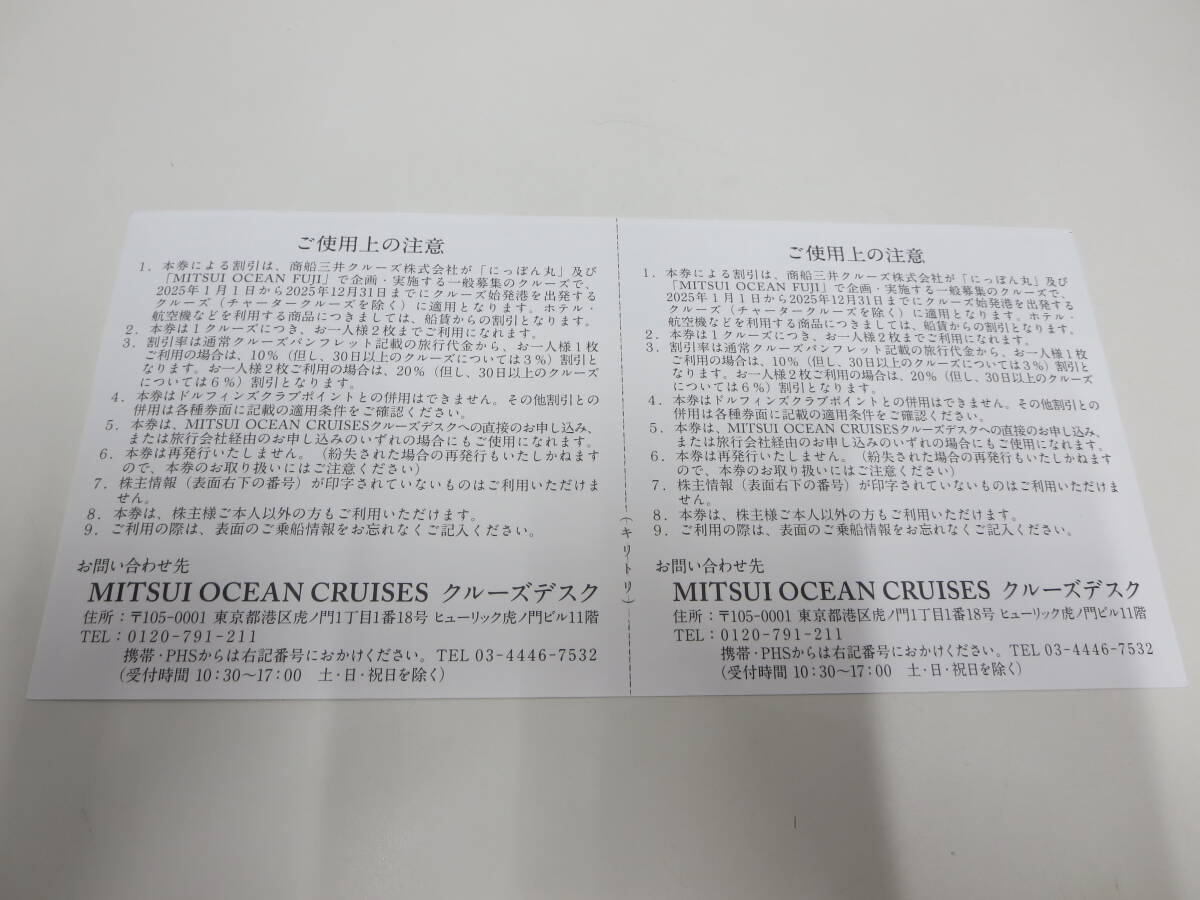 ご使用上の注意
1．本券による割引は、商船三井クルーズ株式会社が「にっぽん丸」及び
「MITSUI OCEAN FUJI」で企画・実施する一般募集のクルーズで、
2025年1月1日から2025年12月31日までにクルーズ始発港を出発する
クルーズ（チャータークルーズを除く）に適用となります。ホテル・
航空機などを利用する商品につきましては、船賃からの割引となります。
2．本券は1クルーズにつき、お一人様2枚までご利用になれます。
3．割引率は通常クルーズパンフレット記載の旅行代金から、お一人様1枚
ご利用の場合は、10％（但し、30日以上のクルーズについては3％）割引と
なります。お一人様2枚ご利用の場合は、20％（但し、30日以上のクルーズ
については6％）割引となります。
4．本券はドルフィンズクラブポイントとの併用はできません。その他割引との
併用は各種券面に記載の適用条件をご確認ください。
5．本券は、MITSUI OCEAN CRUISESクルーズデスクへの直接のお申し込み、
または旅行会社経由のお申し込みのいずれの場合にもご使用になれます。
6．本券は再発行いたしません。（紛失された場合の再発行もいたしかねます
ので、本券のお取り扱いにはご注意ください）
7．株主情報（表面右下の番号）が印字されていないものはご利用いただけま
せん。
8．本券は、株主様ご本人以外の方もご利用いただけます。
9．ご利用の際は、表面のご乗船情報をお忘れなくご記入ください。
お問い合わせ先
MITSUI OCEAN CRUISES クルーズデスク
住所：〒105-0001 東京都港区虎ノ門1丁目1番18号 ヒューリック虎ノ門ビル11階
TEL：0120-791-211
携帯・PHSからは右記番号におかけください。TEL 03-4446-7532
（受付時間 10:30〜17:00 土・日・祝日を除く）
（キリトリ）
ご使用上の注意
1．本券による割引は、商船三井クルーズ株式会社が「にっぽん丸」及び
「MITSUI OCEAN FUJI」で企画・実施する一般募集のクルーズで、
2025年1月1日から2025年12月31日までにクルーズ始発港を出発する
クルーズ（チャータークルーズを除く）に適用となります。ホテル・
航空機などを利用する商品につきましては、船賃からの割引となります。
2．本券は1クルーズにつき、お一人様2枚までご利用になれます。
3．割引率は通常クルーズパンフレット記載の旅行代金から、お一人様1枚
ご利用の場合は、10％（但し、30日以上のクルーズについては3％）割引と
なります。お一人様2枚ご利用の場合は、20％（但し、30日以上のクルーズ
については6％）割引となります。
4．本券はドルフィンズクラブポイントとの併用はできません。その他割引との
併用は各種券面に記載の適用条件をご確認ください。
5．本券は、MITSUI OCEAN CRUISESクルーズデスクへの直接のお申し込み、
または旅行会社経由のお申し込みのいずれの場合にもご使用になれます。
6．本券は再発行いたしません。（紛失された場合の再発行もいたしかねます
ので、本券のお取り扱いにはご注意ください）
7．株主情報（表面右下の番号）が印字されていないものはご利用いただけま
せん。
8．本券は、株主様ご本人以外の方もご利用いただけます。
9．ご利用の際は、表面のご乗船情報をお忘れなくご記入ください。
お問い合わせ先
MITSUI OCEAN CRUISES クルーズデスク
住所：〒105-0001 東京都港区虎ノ門1丁目1番18号 ヒューリック虎ノ門ビル11階
TEL：0120-791-211
携帯・PHSからは右記番号におかけください。TEL 03-4446-7532
（受付時間 10:30〜17:00 土・日・祝日を除く）